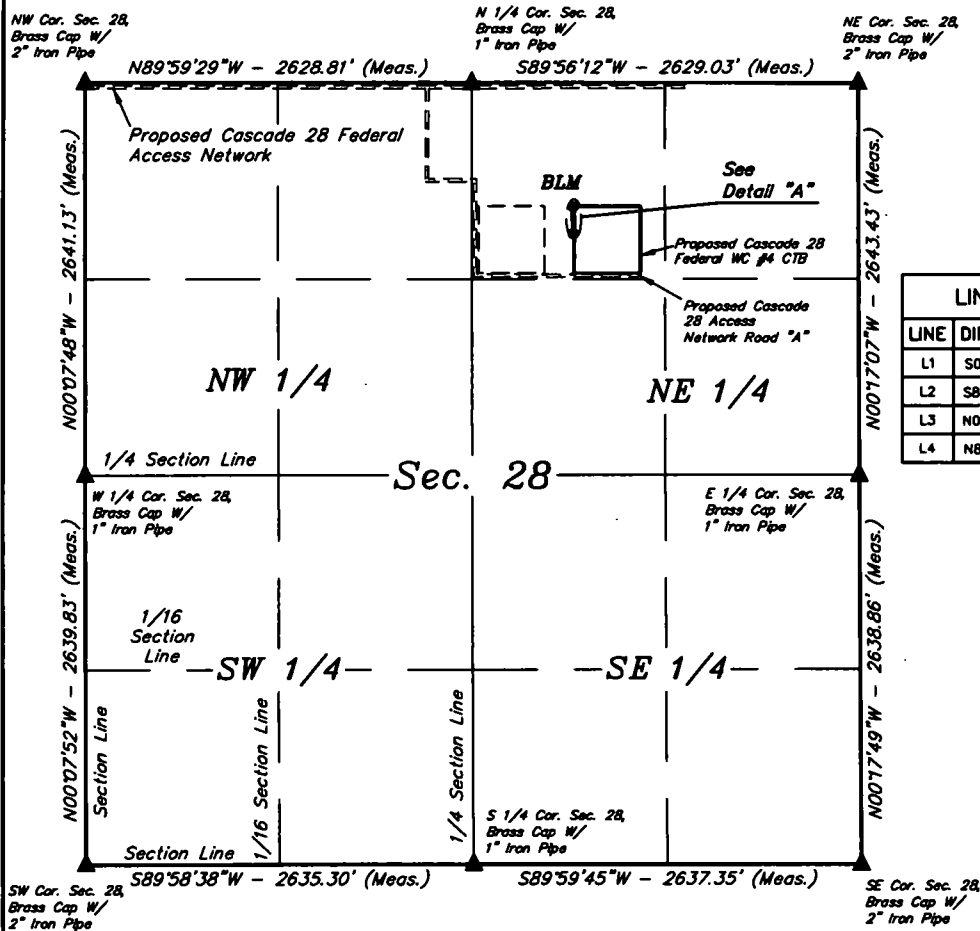 NW Cor. Sec. 28,
Brass Cap W/
2" Iron Pipe
N 1/4 Cor. Sec. 28,
Brass Cap W/
1" Iron Pipe
NE Cor. Sec. 28,
Brass Cap W/
2" Iron Pipe
N89°59'29"W - 2628.81' (Meas.)
S89°56'12"W - 2629.03' (Meas.)
Proposed Cascade 28 Federal
Access Network
BLM
See
Detail "A"
Proposed Cascade 28
Federal WC #4 CTB
Proposed Cascade
28 Access
Network Road "A"
N00°07'48"W - 2641.13' (Meas.)
N00°17'07"W - 2643.43' (Meas.)
LINE
L1
L2
L3
L4
NW 1/4
NE 1/4
1/4 Section Line
Sec. 28
W 1/4 Cor. Sec. 28,
Brass Cap W/
1" Iron Pipe
E 1/4 Cor. Sec. 28,
Brass Cap W/
1" Iron Pipe
N00°07'52"W - 2639.83' (Meas.)
Section Line
1/16
Section
Line
SW 1/4
SE 1/4
1/16 Section Line
1/4 Section Line
N00°17'49"W - 2638.86' (Meas.)
S 1/4 Cor. Sec. 28,
Brass Cap W/
1" Iron Pipe
Section Line
S89°58'38"W - 2635.30' (Meas.)
S89°59'45"W - 2637.35' (Meas.)
SW Cor. Sec. 28,
Brass Cap W/
2" Iron Pipe
SE Cor. Sec. 28,
Brass Cap W/
2" Iron Pipe